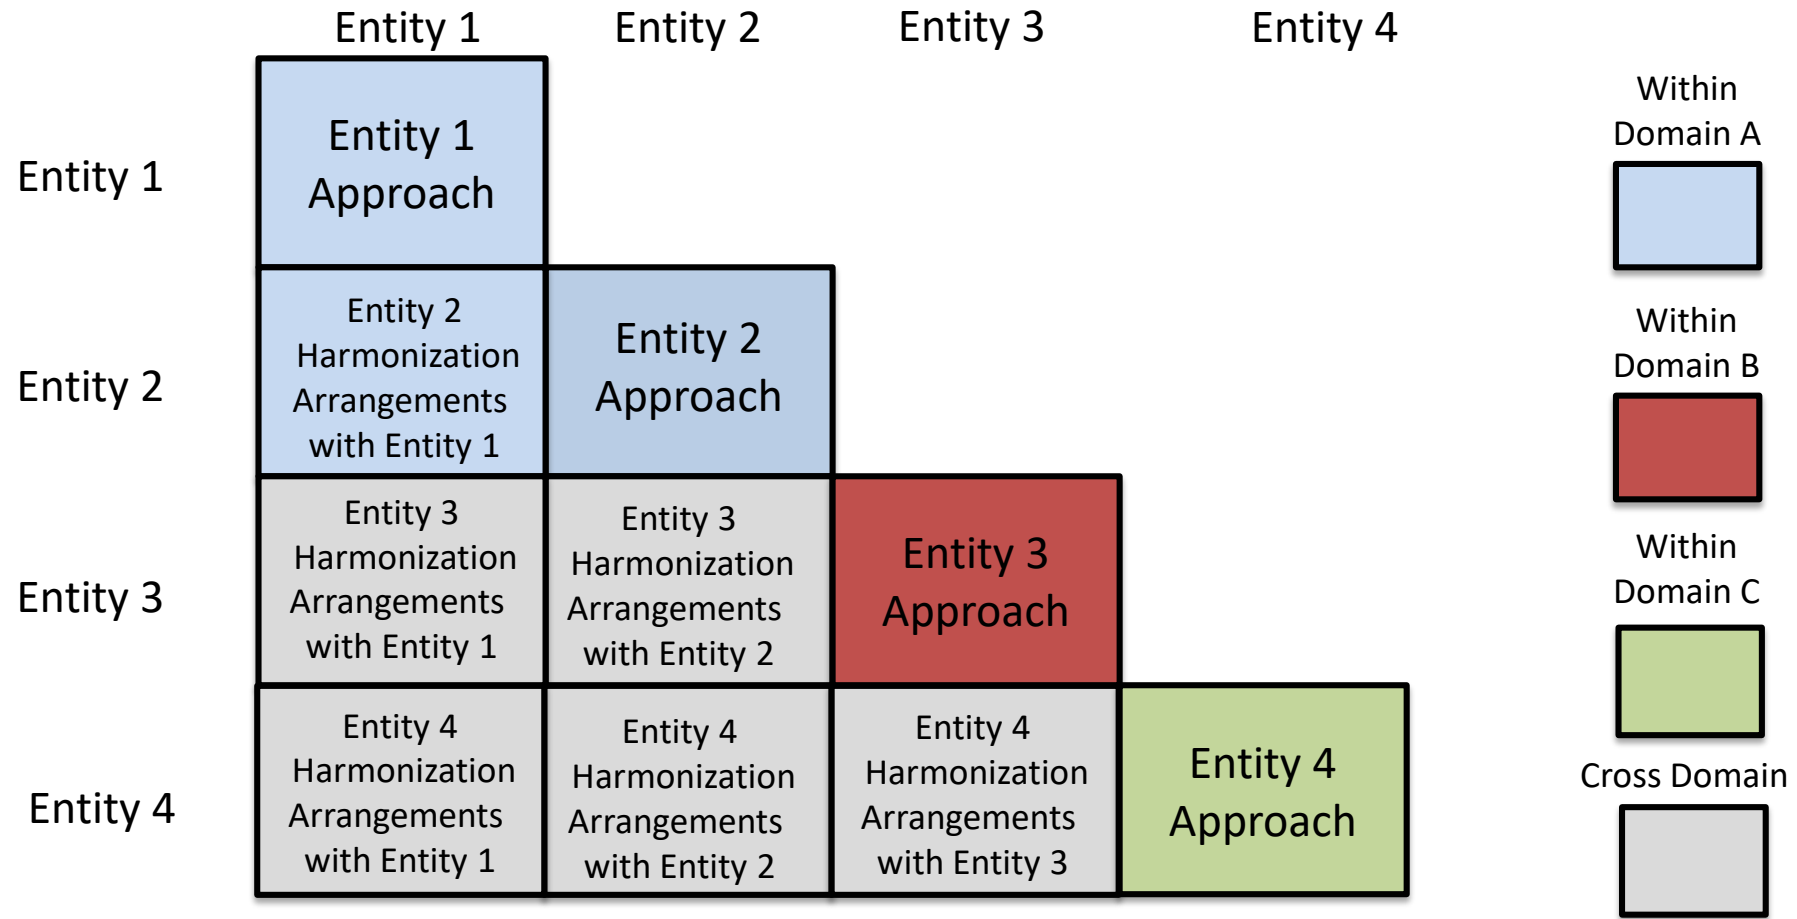 Entity 1
Entity 2
Entity 3
Entity 4
Entity 1
Entity 1
Approach
Entity 2
Entity 2
Harmonization
Arrangements
with Entity 1
Entity 2
Approach
Entity 3
Entity 3
Harmonization
Arrangements
with Entity 1
Entity 3
Harmonization
Arrangements
with Entity 2
Entity 3
Approach
Entity 4
Entity 4
Harmonization
Arrangements
with Entity 1
Entity 4
Harmonization
Arrangements
with Entity 2
Entity 4
Harmonization
Arrangements
with Entity 3
Entity 4
Approach
Within
Domain A
Within
Domain B
Within
Domain C
Cross Domain